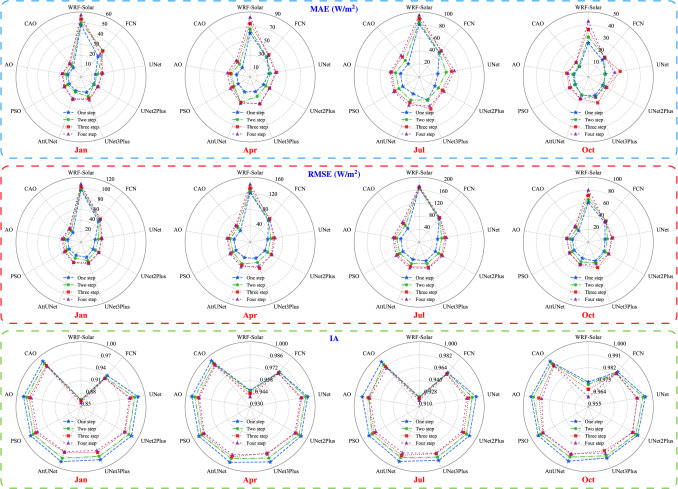 MAE (W/m²)
WRF-Solar 60 FCN UNet UNet2Plus UNet3Plus AttUNet PSO AO CAO
50
40
30
20
10
One step
Two step
Three step
Four step
Jan
WRF-Solar 90 FCN UNet UNet2Plus UNet3Plus AttUNet PSO AO CAO
70
50
30
10
One step
Two step
Three step
Four step
Apr
WRF-Solar 100 FCN UNet UNet2Plus UNet3Plus AttUNet PSO AO CAO
80
60
40
20
One step
Two step
Three step
Four step
Jul
WRF-Solar 50 FCN UNet UNet2Plus UNet3Plus AttUNet PSO AO CAO
40
30
20
10
One step
Two step
Three step
Four step
Oct
RMSE (W/m²)
WRF-Solar 120 FCN UNet UNet2Plus UNet3Plus AttUNet PSO AO CAO
100
80
60
40
20
One step
Two step
Three step
Four step
Jan
WRF-Solar 160 FCN UNet UNet2Plus UNet3Plus AttUNet PSO AO CAO
120
80
40
One step
Two step
Three step
Four step
Apr
WRF-Solar 200 FCN UNet UNet2Plus UNet3Plus AttUNet PSO AO CAO
160
120
80
40
One step
Two step
Three step
Four step
Jul
WRF-Solar 100 FCN UNet UNet2Plus UNet3Plus AttUNet PSO AO CAO
80
60
40
20
One step
Two step
Three step
Four step
Oct
IA
WRF-Solar 1.00 FCN UNet UNet2Plus UNet3Plus AttUNet PSO AO CAO
0.97
0.94
0.91
0.88
0.85
One step
Two step
Three step
Four step
Jan
WRF-Solar 1.000 FCN UNet UNet2Plus UNet3Plus AttUNet PSO AO CAO
0.986
0.972
0.958
0.944
0.930
One step
Two step
Three step
Four step
Apr
WRF-Solar 1.000 FCN UNet UNet2Plus UNet3Plus AttUNet PSO AO CAO
0.982
0.964
0.946
0.928
0.910
One step
Two step
Three step
Four step
Jul
WRF-Solar 1.000 FCN UNet UNet2Plus UNet3Plus AttUNet PSO AO CAO
0.991
0.982
0.973
0.964
0.955
One step
Two step
Three step
Four step
Oct